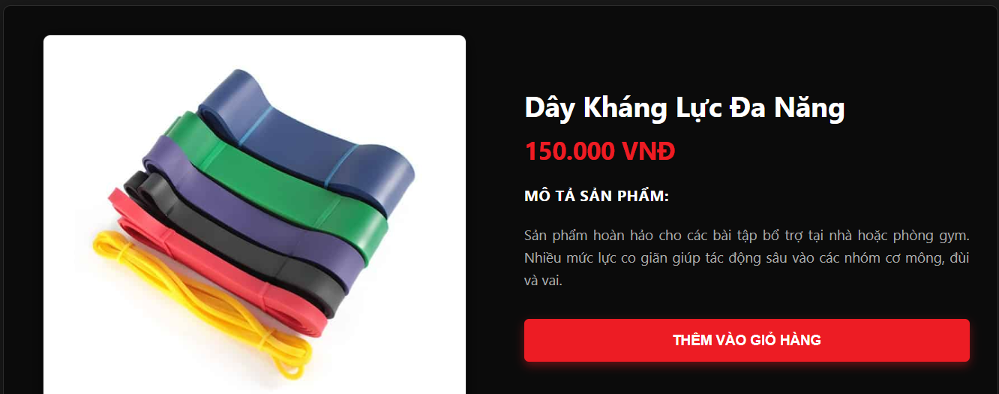 Dây Kháng Lực Đa Năng
150.000 VNĐ
MÔ TẢ SẢN PHẨM:
Sản phẩm hoàn hảo cho các bài tập bổ trợ tại nhà hoặc phòng gym.
Nhiều mức lực co giãn giúp tác động sâu vào các nhóm cơ mông, đùi
và vai.
THÊM VÀO GIỎ HÀNG